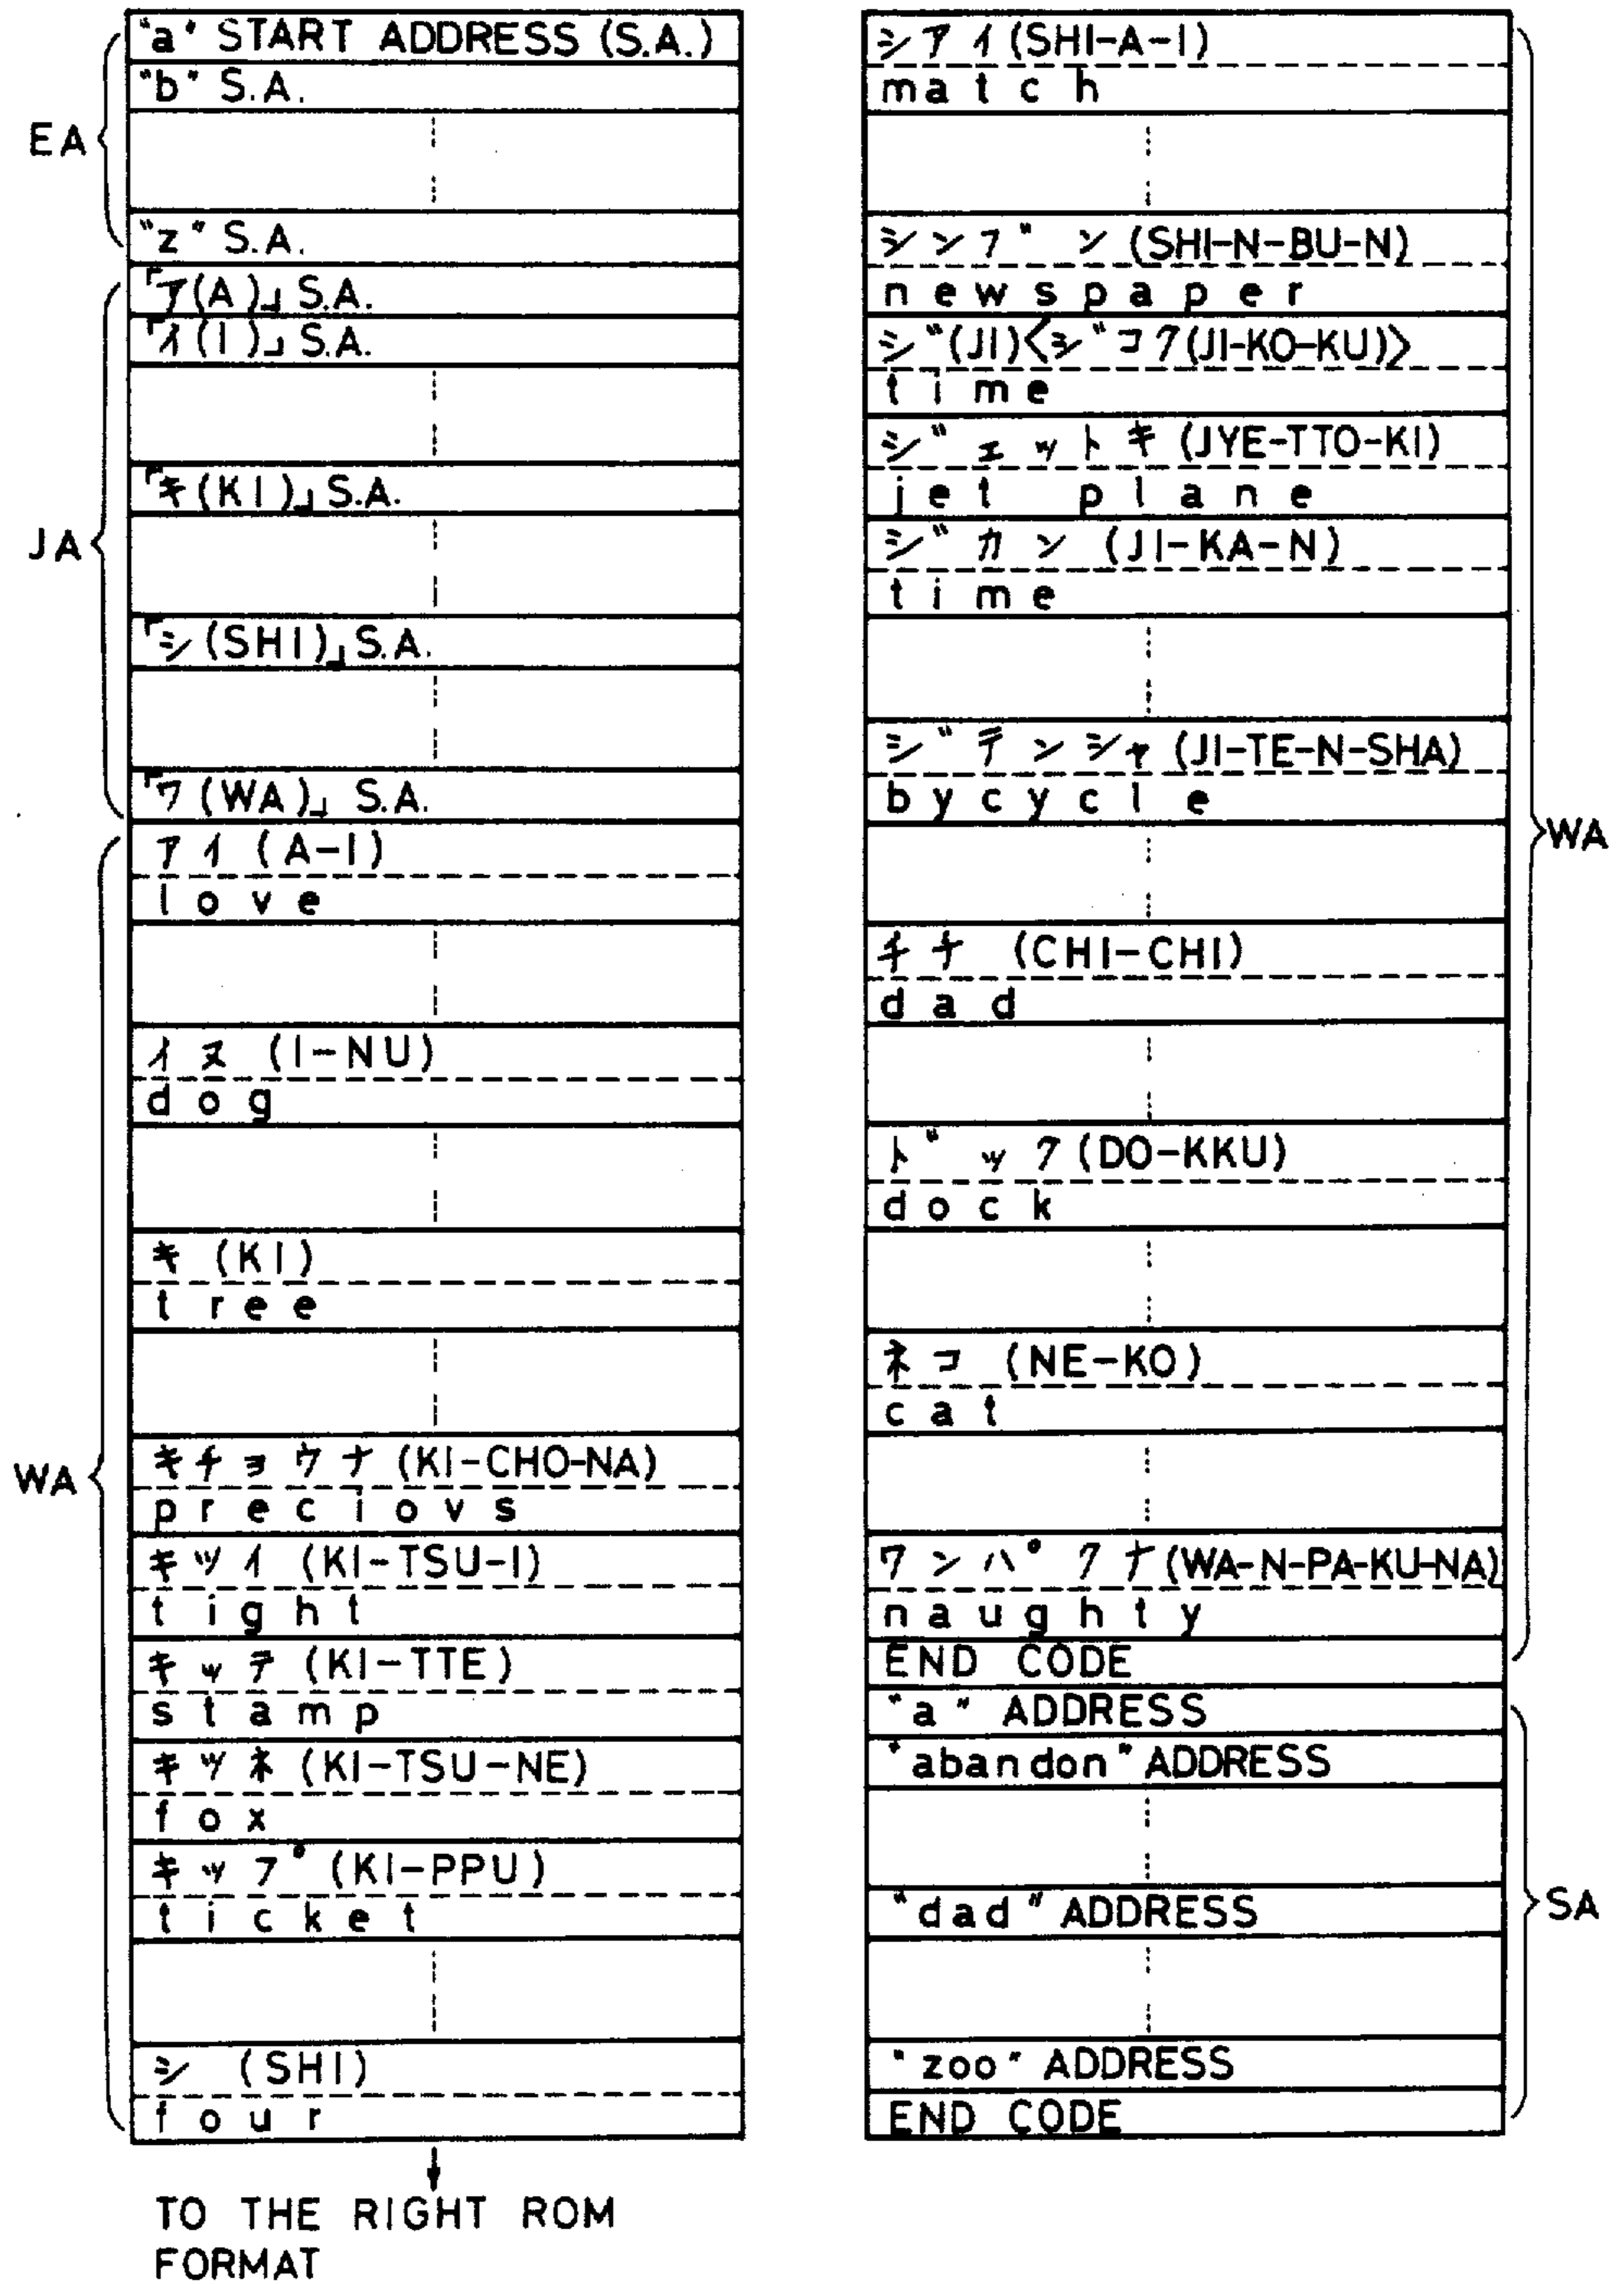 "a" START ADDRESS (S.A.)
"b" S.A.
EA
"z" S.A.
「ア(A)」S.A.
「イ(I)」S.A.
「キ(KI)」S.A.
JA
「シ(SHI)」S.A.
「ワ(WA)」S.A.
アイ (A-I)
love
イヌ (I-NU)
dog
キ (KI)
tree
キチョウナ (KI-CHO-NA)
WA
preciovs
キツイ (KI-TSU-I)
tight
キッテ (KI-TTE)
stamp
キツネ (KI-TSU-NE)
fox
キップ (KI-PPU)
ticket
シ (SHI)
four
TO THE RIGHT ROM
FORMAT
シアイ (SHI-A-I)
match
シンブン (SHI-N-BU-N)
newspaper
ジ(JI)<ジコク(JI-KO-KU)>
time
ジェットキ (JYE-TTO-KI)
jet plane
ジカン (JI-KA-N)
time
ジテンシャ (JI-TE-N-SHA)
bycycle
WA
チチ (CHI-CHI)
dad
ドック (DO-KKU)
dock
ネコ (NE-KO)
cat
ワンパクナ (WA-N-PA-KU-NA)
naughty
END CODE
"a" ADDRESS
"abandon" ADDRESS
"dad" ADDRESS
SA
"zoo" ADDRESS
END CODE